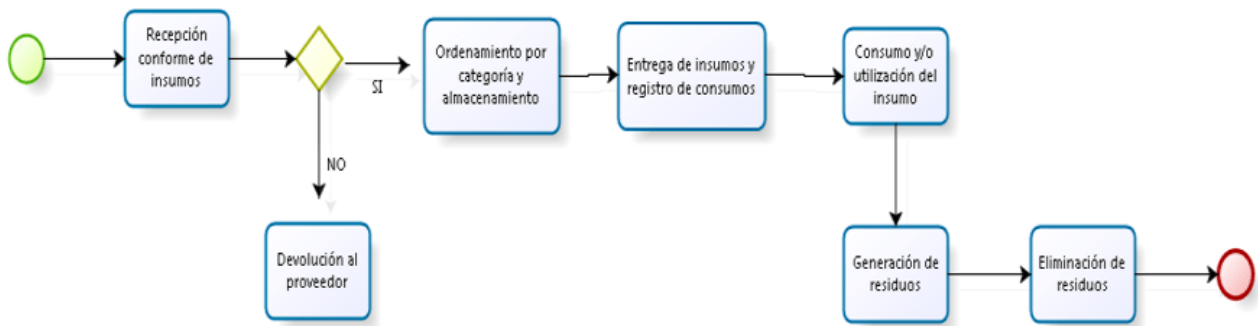 Recepción
conforme de
insumos
SI
NO
Devolución al
proveedor
Ordenamiento por
categoría y
almacenamiento
Entrega de insumos y
registro de consumos
Consumo y/o
utilización del
insumo
Generación de
residuos
Eliminación de
residuos